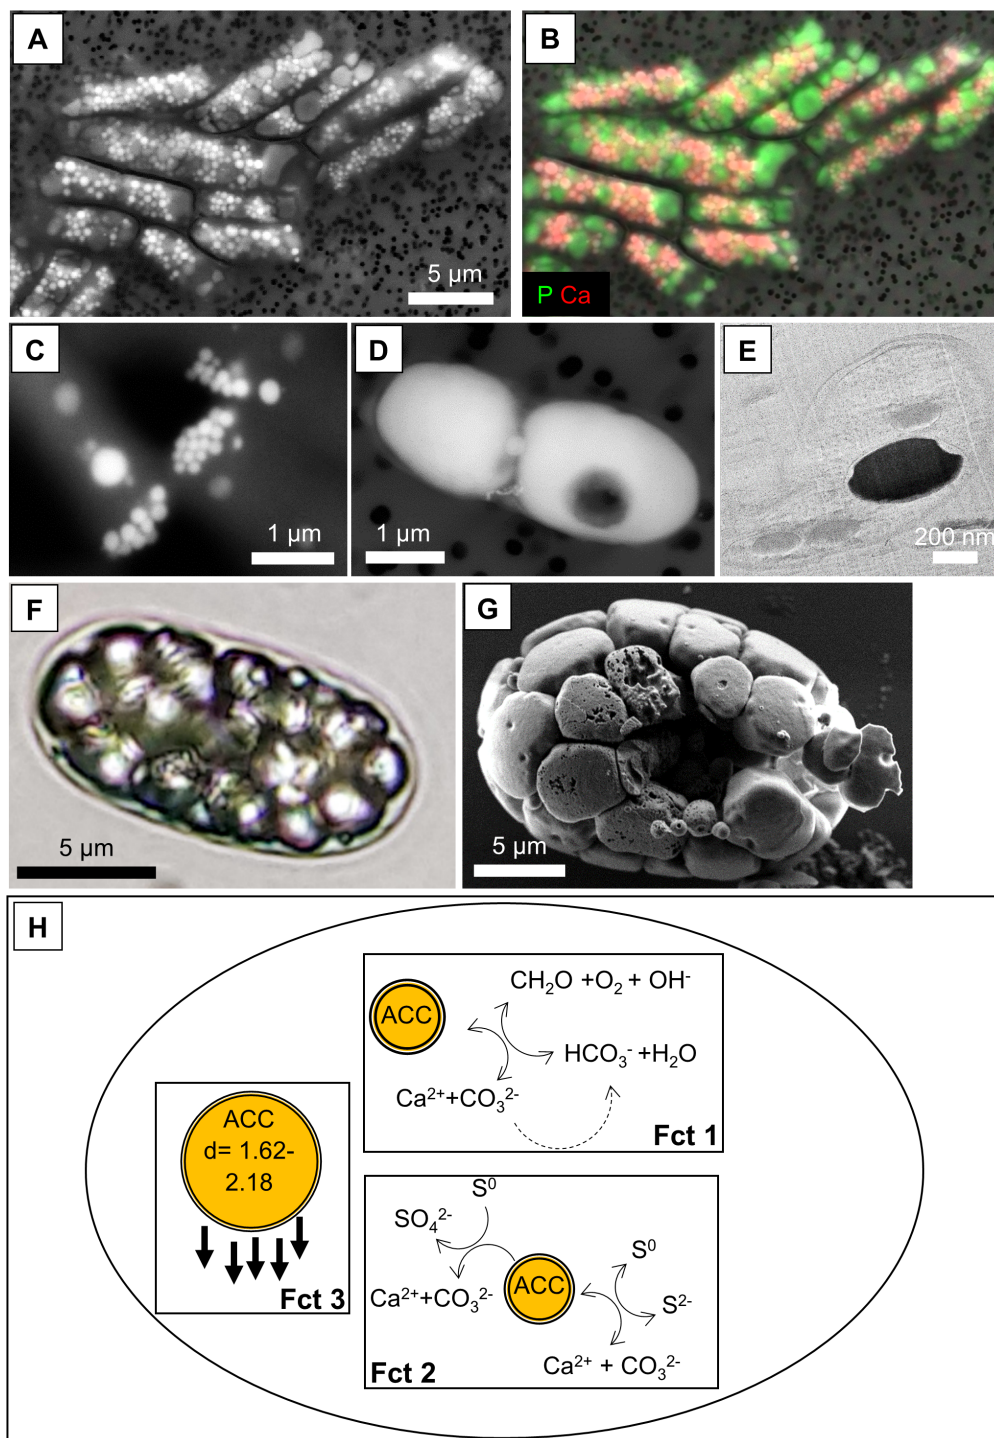 A
5 µm
B
P Ca
C
1 µm
D
1 µm
E
200 nm
F
5 µm
G
5 µm
H
ACC
CH₂O +O₂ + OH⁻
HCO₃⁻ +H₂O
Ca²⁺+CO₃²⁻
Fct 1
ACC
d= 1.62-
2.18
Fct 3
S⁰
SO₄²⁻
Ca²⁺+CO₃²⁻
ACC
S⁰
S²⁻
Ca²⁺ + CO₃²⁻
Fct 2